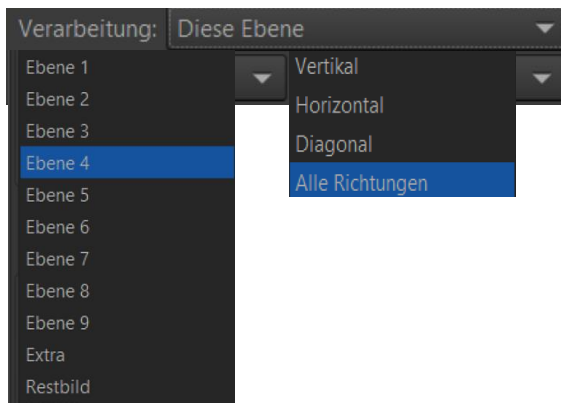 Verarbeitung: Diese Ebene
Ebene 1
Ebene 2
Ebene 3
Ebene 4
Ebene 5
Ebene 6
Ebene 7
Ebene 8
Ebene 9
Extra
Restbild
Vertikal
Horizontal
Diagonal
Alle Richtungen